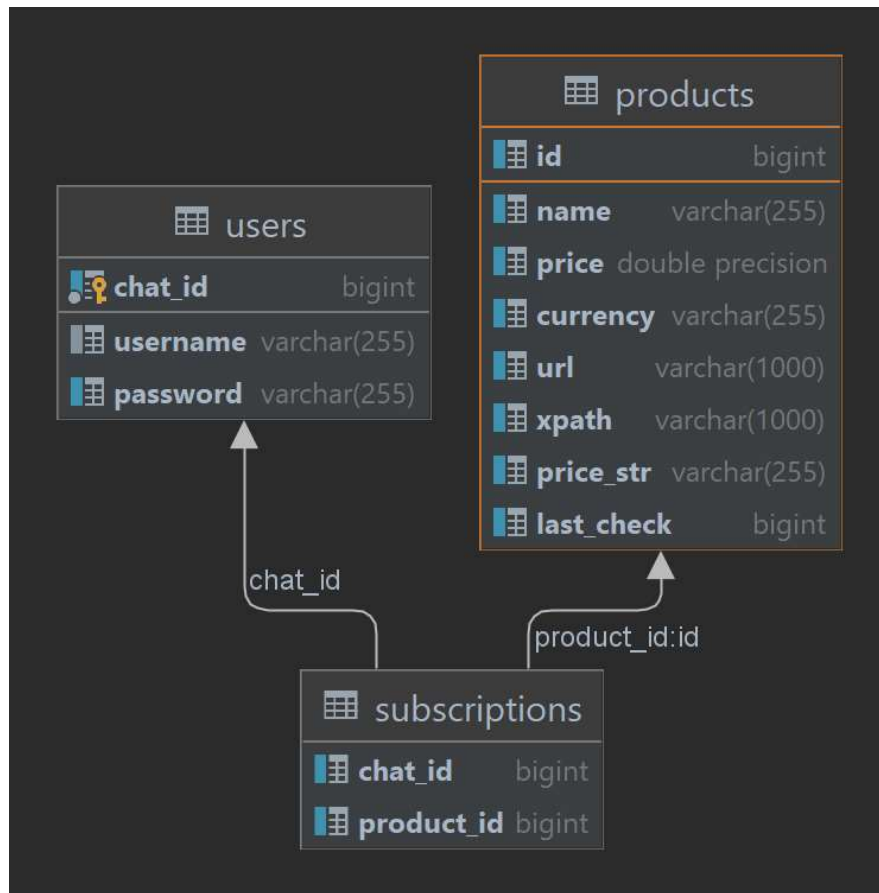 products
id bigint
name varchar(255)
price double precision
currency varchar(255)
url varchar(1000)
xpath varchar(1000)
price_str varchar(255)
last_check bigint
users
chat_id bigint
username varchar(255)
password varchar(255)
chat_id
product_id:id
subscriptions
chat_id bigint
product_id bigint